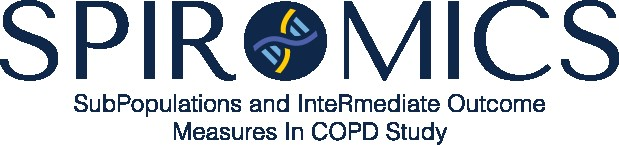 SPIROMICS
SubPopulations and InteRmediate Outcome
Measures In COPD Study